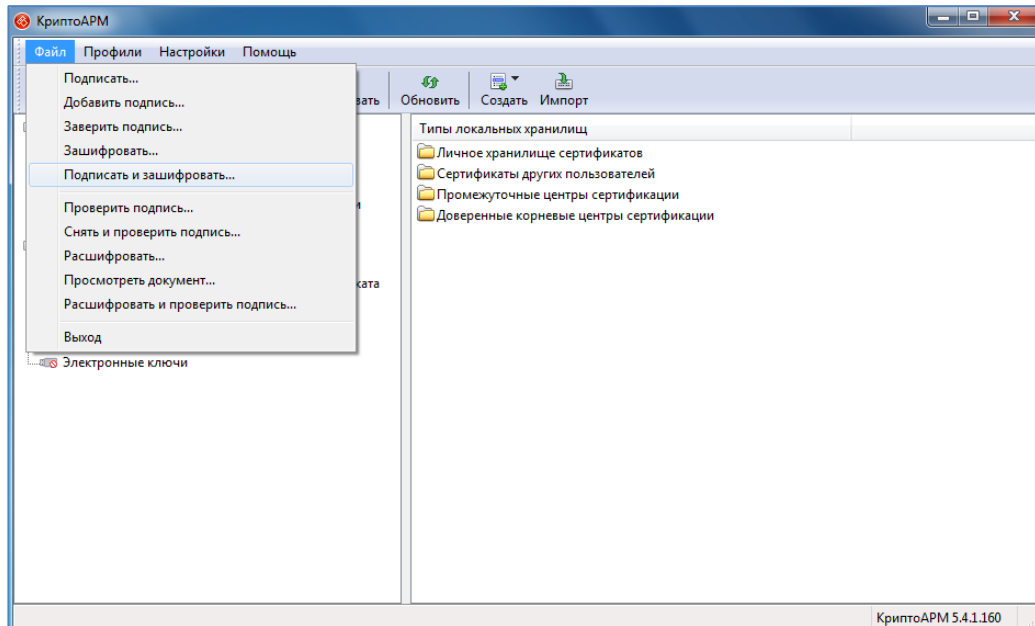 КриптоАРМ
Файл Профили Настройки Помощь
Подписать...
Добавить подпись...
Заверить подпись...
Зашифровать...
Подписать и зашифровать...
Проверить подпись...
Снять и проверить подпись...
Расшифровать...
Просмотреть документ...
Расшифровать и проверить подпись...
Выход
Электронные ключи
Обновить Создать Импорт
Типы локальных хранилищ
Личное хранилище сертификатов
Сертификаты других пользователей
Промежуточные центры сертификации
Доверенные корневые центры сертификации
КриптоАРМ 5.4.1.160